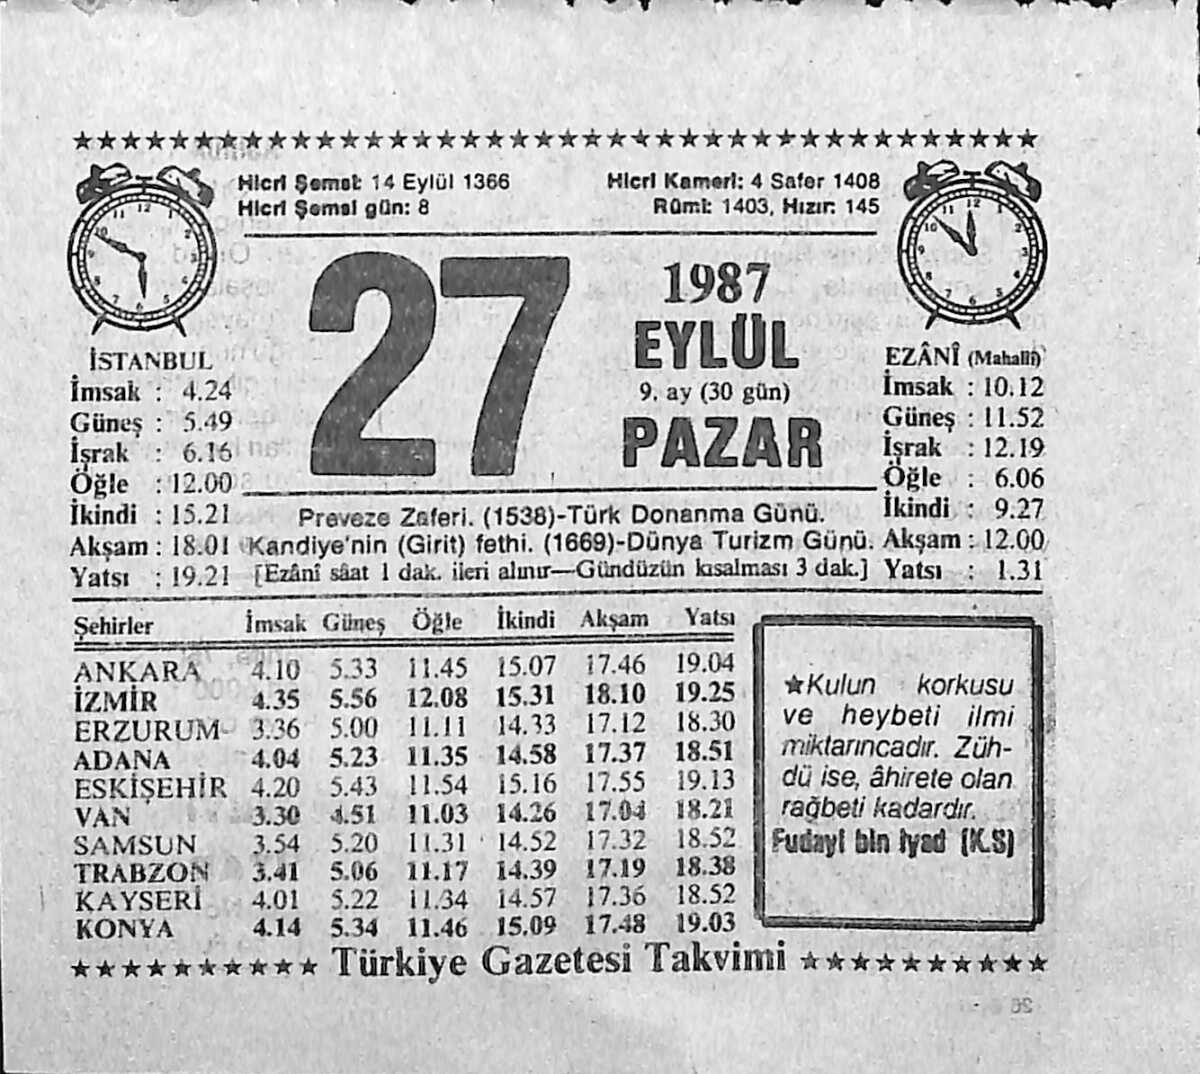 Hicrî Şemsî: 14 Eylül 1366
Hicrî Şemsî gün: 8
Hicrî Kamerî: 4 Safer 1408
Rûmî: 1403, Hızır: 145
27
1987
EYLÜL
9. ay (30 gün)
PAZAR
İSTANBUL
İmsak : 4.24
Güneş : 5.49
İşrak : 6.16
Öğle : 12.00
İkindi : 15.21
Akşam : 18.01
Yatsı : 19.21
EZÂNÎ (Mahallî)
İmsak : 10.12
Güneş : 11.52
İşrak : 12.19
Öğle : 6.06
İkindi : 9.27
Akşam : 12.00
Yatsı : 1.31
Preveze Zaferi. (1538)-Türk Donanma Günü.
Kandiye'nin (Girit) fethi. (1669)-Dünya Turizm Günü.
[Ezânî sâat 1 dak. ileri alınır—Gündüzün kısalması 3 dak.]
Şehirler İmsak Güneş Öğle İkindi Akşam Yatsı
ANKARA 4.10 5.33 11.45 15.07 17.46 19.04
İZMİR 4.35 5.56 12.08 15.31 18.10 19.25
ERZURUM 3.36 5.00 11.11 14.33 17.12 18.30
ADANA 4.04 5.23 11.35 14.58 17.37 18.51
ESKİŞEHİR 4.20 5.43 11.54 15.16 17.55 19.13
VAN 3.30 4.51 11.03 14.26 17.04 18.21
SAMSUN 3.54 5.20 11.31 14.52 17.32 18.52
TRABZON 3.41 5.06 11.17 14.39 17.19 18.38
KAYSERİ 4.01 5.22 11.34 14.57 17.36 18.52
KONYA 4.14 5.34 11.46 15.09 17.48 19.03
★Kulun korkusu
ve heybeti ilmi
miktarıncadır. Züh-
dü ise, âhirete olan
rağbeti kadardır.
Fudayl bin Iyad (K.S)
★★★★★★★★★★ Türkiye Gazetesi Takvimi ★★★★★★★★★★